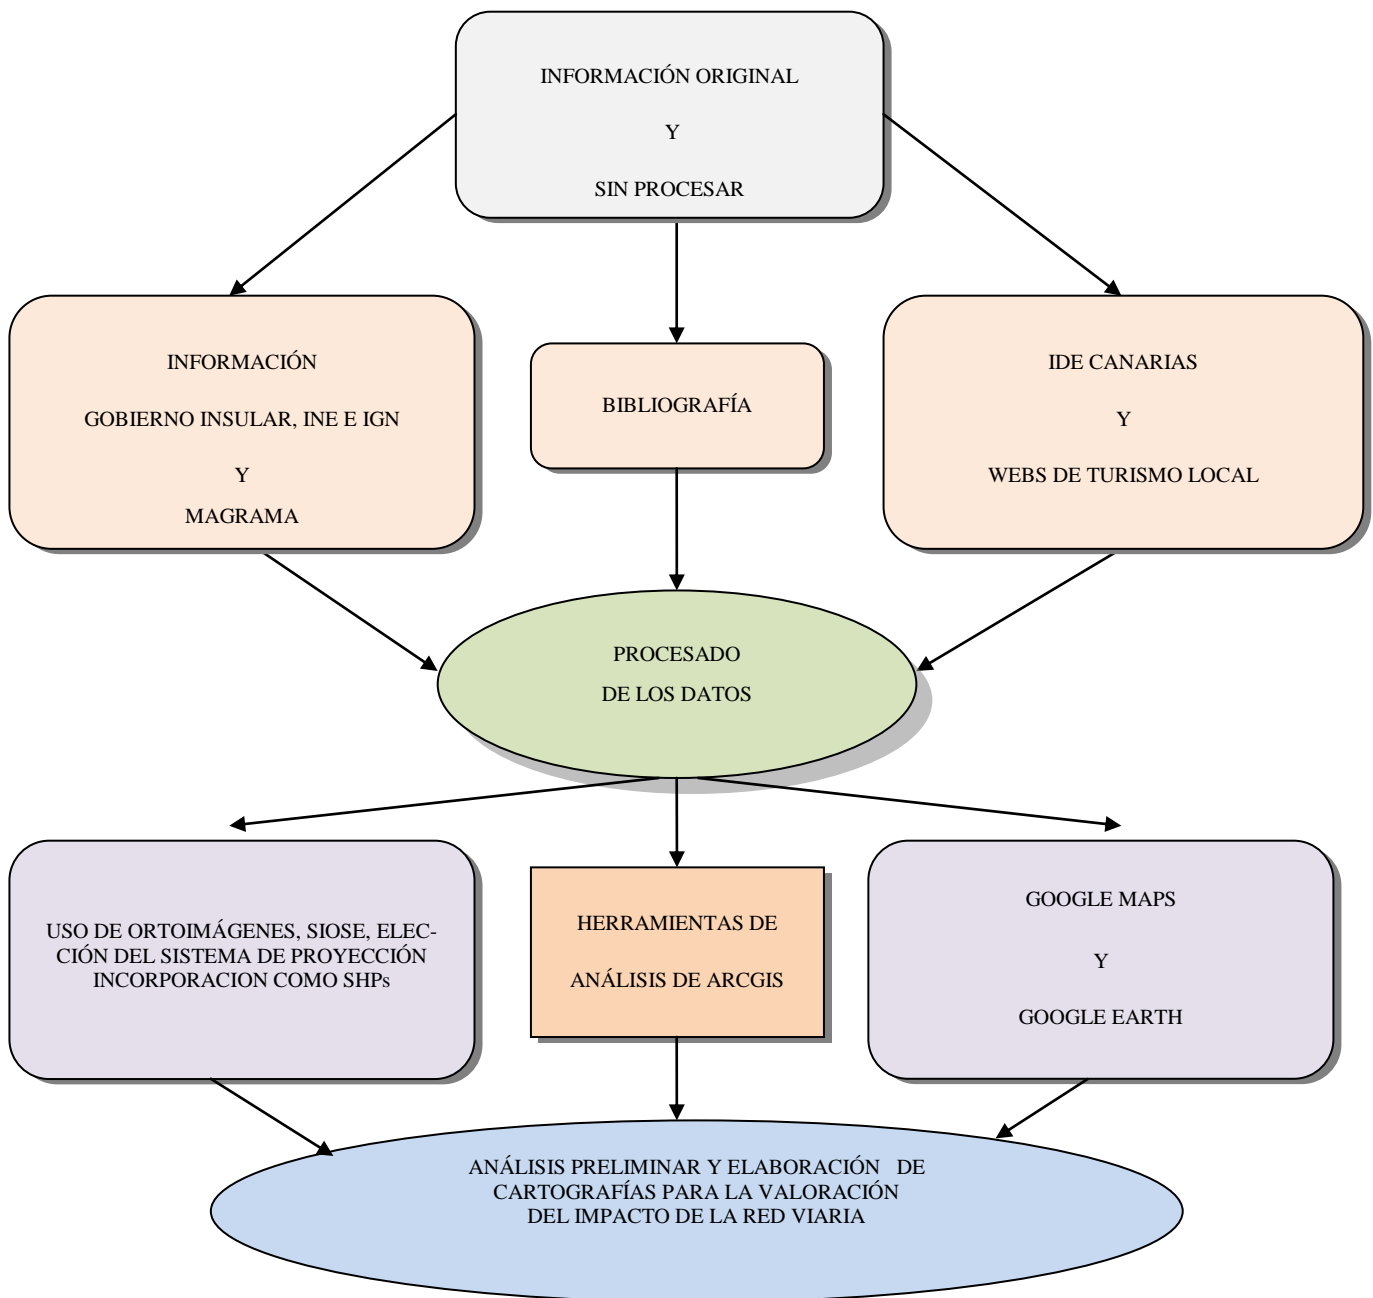 INFORMACIÓN ORIGINAL
Y
SIN PROCESAR
INFORMACIÓN
GOBIERNO INSULAR, INE E IGN
Y
MAGRAMA
BIBLIOGRAFÍA
IDE CANARIAS
Y
WEBS DE TURISMO LOCAL
PROCESADO
DE LOS DATOS
USO DE ORTOIMÁGENES, SIOSE, ELEC-
CIÓN DEL SISTEMA DE PROYECCIÓN
INCORPORACION COMO SHPs
HERRAMIENTAS DE
ANÁLISIS DE ARCGIS
GOOGLE MAPS
Y
GOOGLE EARTH
ANÁLISIS PRELIMINAR Y ELABORACIÓN DE
CARTOGRAFÍAS PARA LA VALORACIÓN
DEL IMPACTO DE LA RED VIARIA